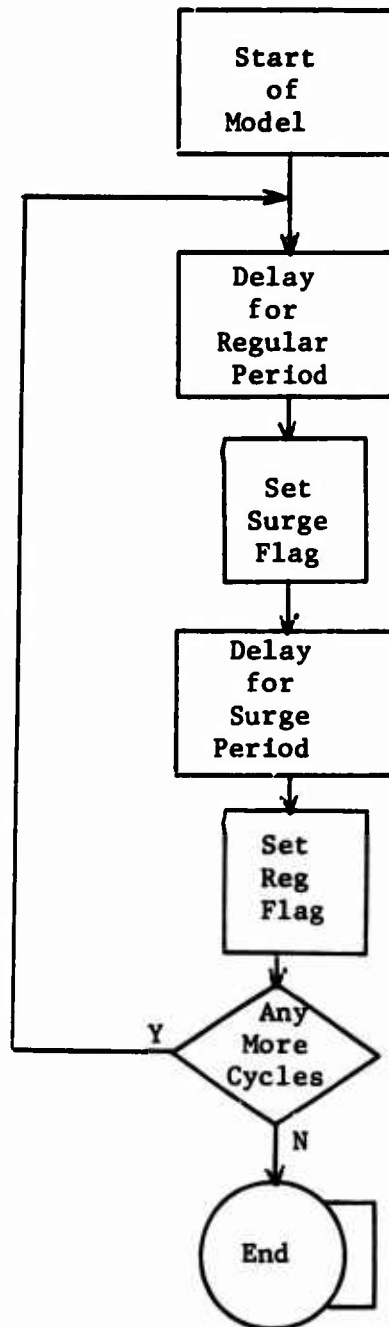 Start
of
Model
Delay
for
Regular
Period
Set
Surge
Flag
Delay
for
Surge
Period
Set
Reg
Flag
Any
More
Cycles
Y
N
End